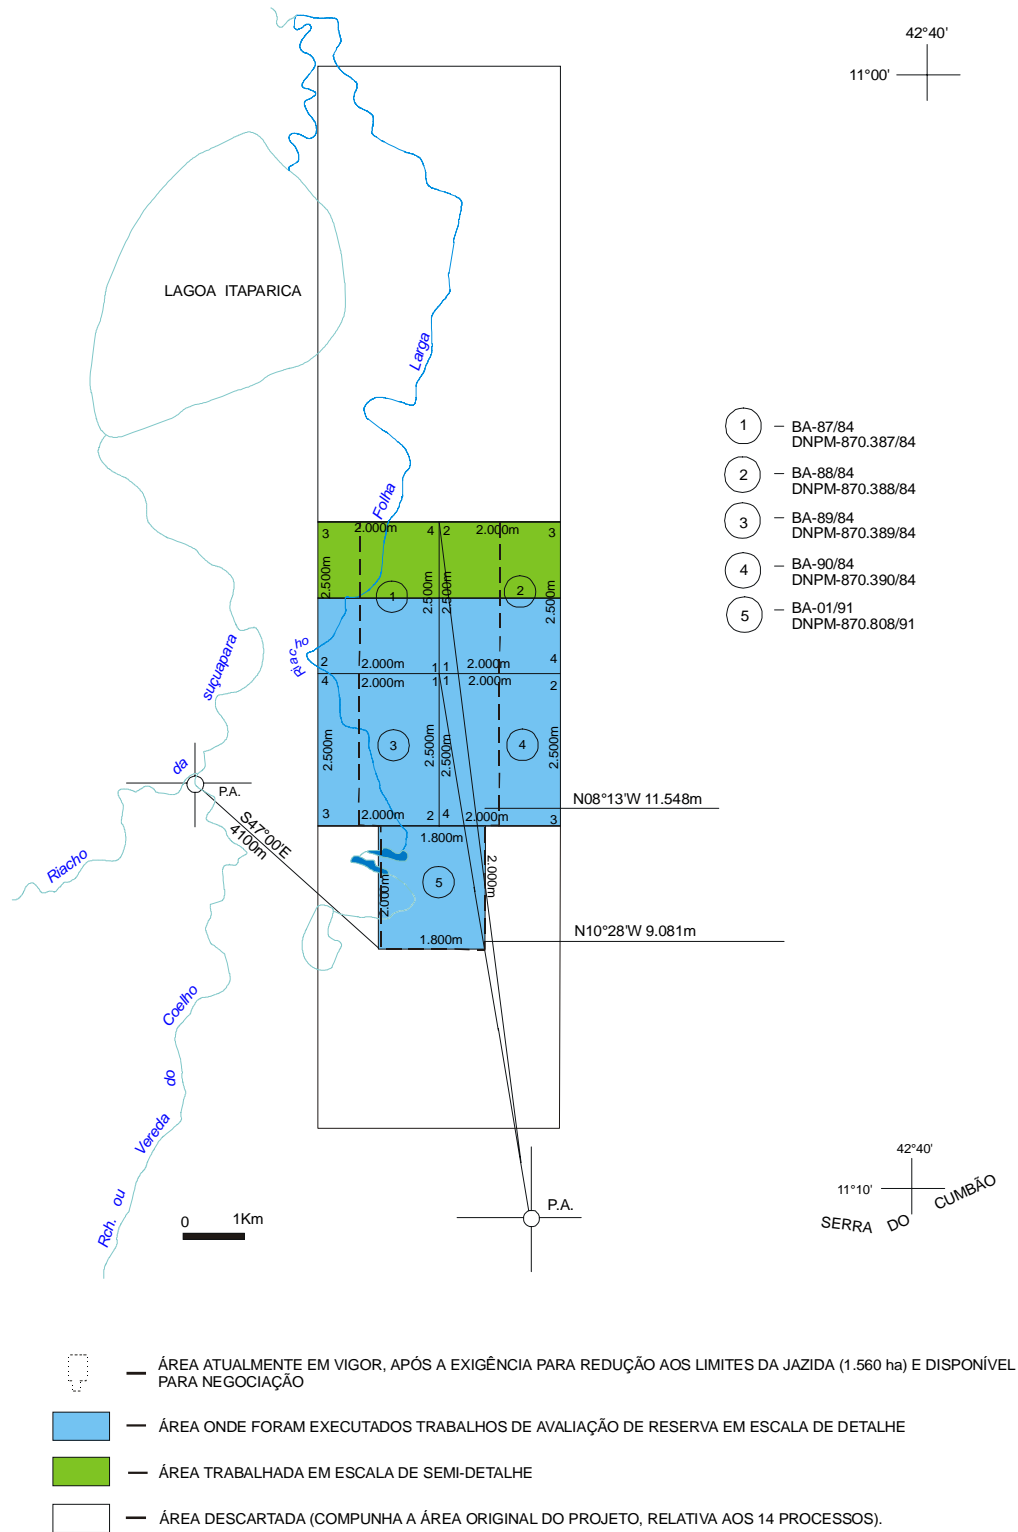 42°40'
11°00'
LAGOA ITAPARICA
Larga
Folha
Riacho
1 – BA-87/84
DNPM-870.387/84
2 – BA-88/84
DNPM-870.388/84
3 – BA-89/84
DNPM-870.389/84
4 – BA-90/84
DNPM-870.390/84
5 – BA-01/91
DNPM-870.808/91
3 2.000m 4 2 2.000m 3
2.500m 2.500m 2.500m 2.500m
1 2
2 2.000m 1 1 2.000m 4
4 2.000m 1 1 2.000m 2
2.500m 2.500m 2.500m 2.500m
3 4
3 2.000m 2 4 2.000m 3
N08°13'W 11.548m
1.800m
2.000m 2.000m
5
1.800m
N10°28'W 9.081m
suçuapara
da
Riacho
P.A.
S47°00'E
4100m
Coelho
do
Vereda
ou
Rch.
0 1Km
P.A.
42°40'
11°10'
SERRA DO CUMBÃO
— ÁREA ATUALMENTE EM VIGOR, APÓS A EXIGÊNCIA PARA REDUÇÃO AOS LIMITES DA JAZIDA (1.560 ha) E DISPONÍVEL
PARA NEGOCIAÇÃO
— ÁREA ONDE FORAM EXECUTADOS TRABALHOS DE AVALIAÇÃO DE RESERVA EM ESCALA DE DETALHE
— ÁREA TRABALHADA EM ESCALA DE SEMI-DETALHE
— ÁREA DESCARTADA (COMPUNHA A ÁREA ORIGINAL DO PROJETO, RELATIVA AOS 14 PROCESSOS).